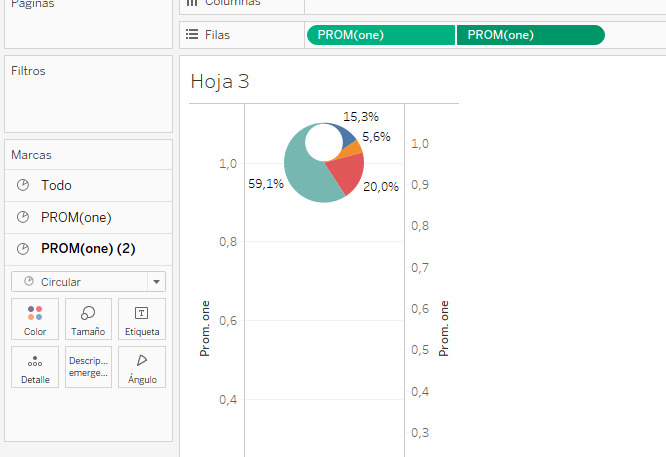 Páginas
Columnas
Filas
PROM(one)
PROM(one)
Filtros
Marcas
Todo
PROM(one)
PROM(one) (2)
Circular
Color
Tamaño
Etiqueta
Detalle
Descrip...
emerge...
Ángulo
Hoja 3
15,3%
5,6%
20,0%
59,1%
1,0
0,8
0,6
0,4
Prom. one
1,0
0,9
0,8
0,7
0,6
0,5
0,4
0,3
Prom. one